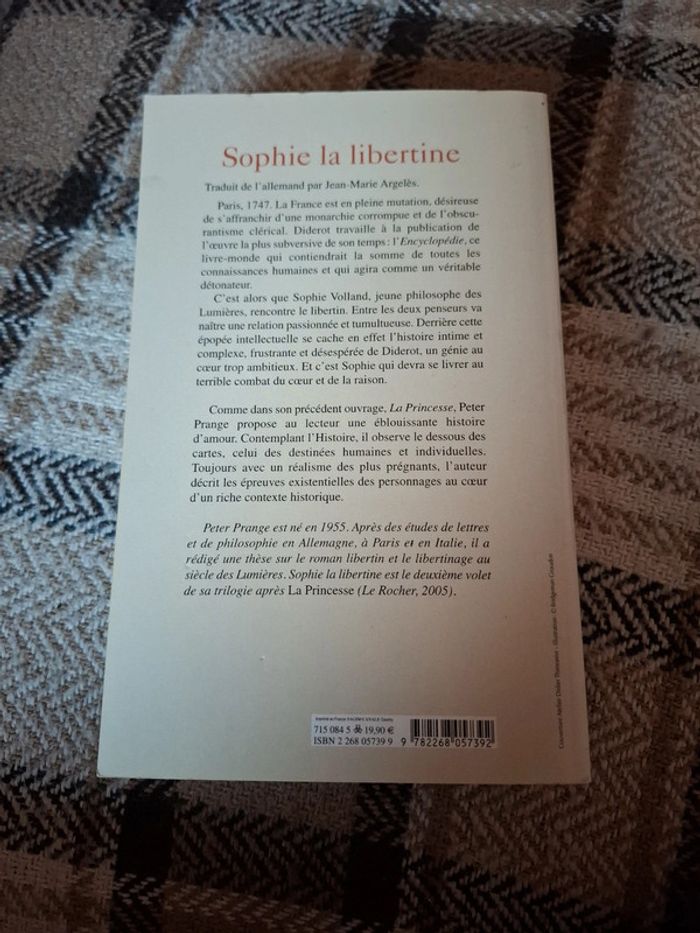 Sophie la libertine
Traduit de l'allemand par Jean-Marie Argelès.
Paris, 1747. La France est en pleine mutation, désireuse
de s'affranchir d'une monarchie corrompue et de l'obscu-
rantisme clérical. Diderot travaille à la publication de
l'œuvre la plus subversive de son temps : l'Encyclopédie, ce
livre-monde qui contiendrait la somme de toutes les
connaissances humaines et qui agira comme un véritable
détonateur.
C'est alors que Sophie Volland, jeune philosophe des
Lumières, rencontre le libertin. Entre les deux penseurs va
naître une relation passionnée et tumultueuse. Derrière cette
épopée intellectuelle se cache en effet l'histoire intime et
complexe, frustrante et désespérée de Diderot, un génie au
cœur trop ambitieux. Et c'est Sophie qui devra se livrer au
terrible combat du cœur et de la raison.
Comme dans son précédent ouvrage, La Princesse, Peter
Prange propose au lecteur une éblouissante histoire
d'amour. Contemplant l'Histoire, il observe le dessous des
cartes, celui des destinées humaines et individuelles.
Toujours avec un réalisme des plus prégnants, l'auteur
décrit les épreuves existentielles des personnages au cœur
d'un riche contexte historique.
Peter Prange est né en 1955. Après des études de lettres
et de philosophie en Allemagne, à Paris et en Italie, il a
rédigé une thèse sur le roman libertin et le libertinage au
siècle des Lumières. Sophie la libertine est le deuxième volet
de sa trilogie après La Princesse (Le Rocher, 2005).
Couverture Atelier Didier Thimonier - Illustration : © Bridgeman Giraudon
Imprimé en France
715 084 5 19,90 €
ISBN 2 268 05739 9
9 782268 057392